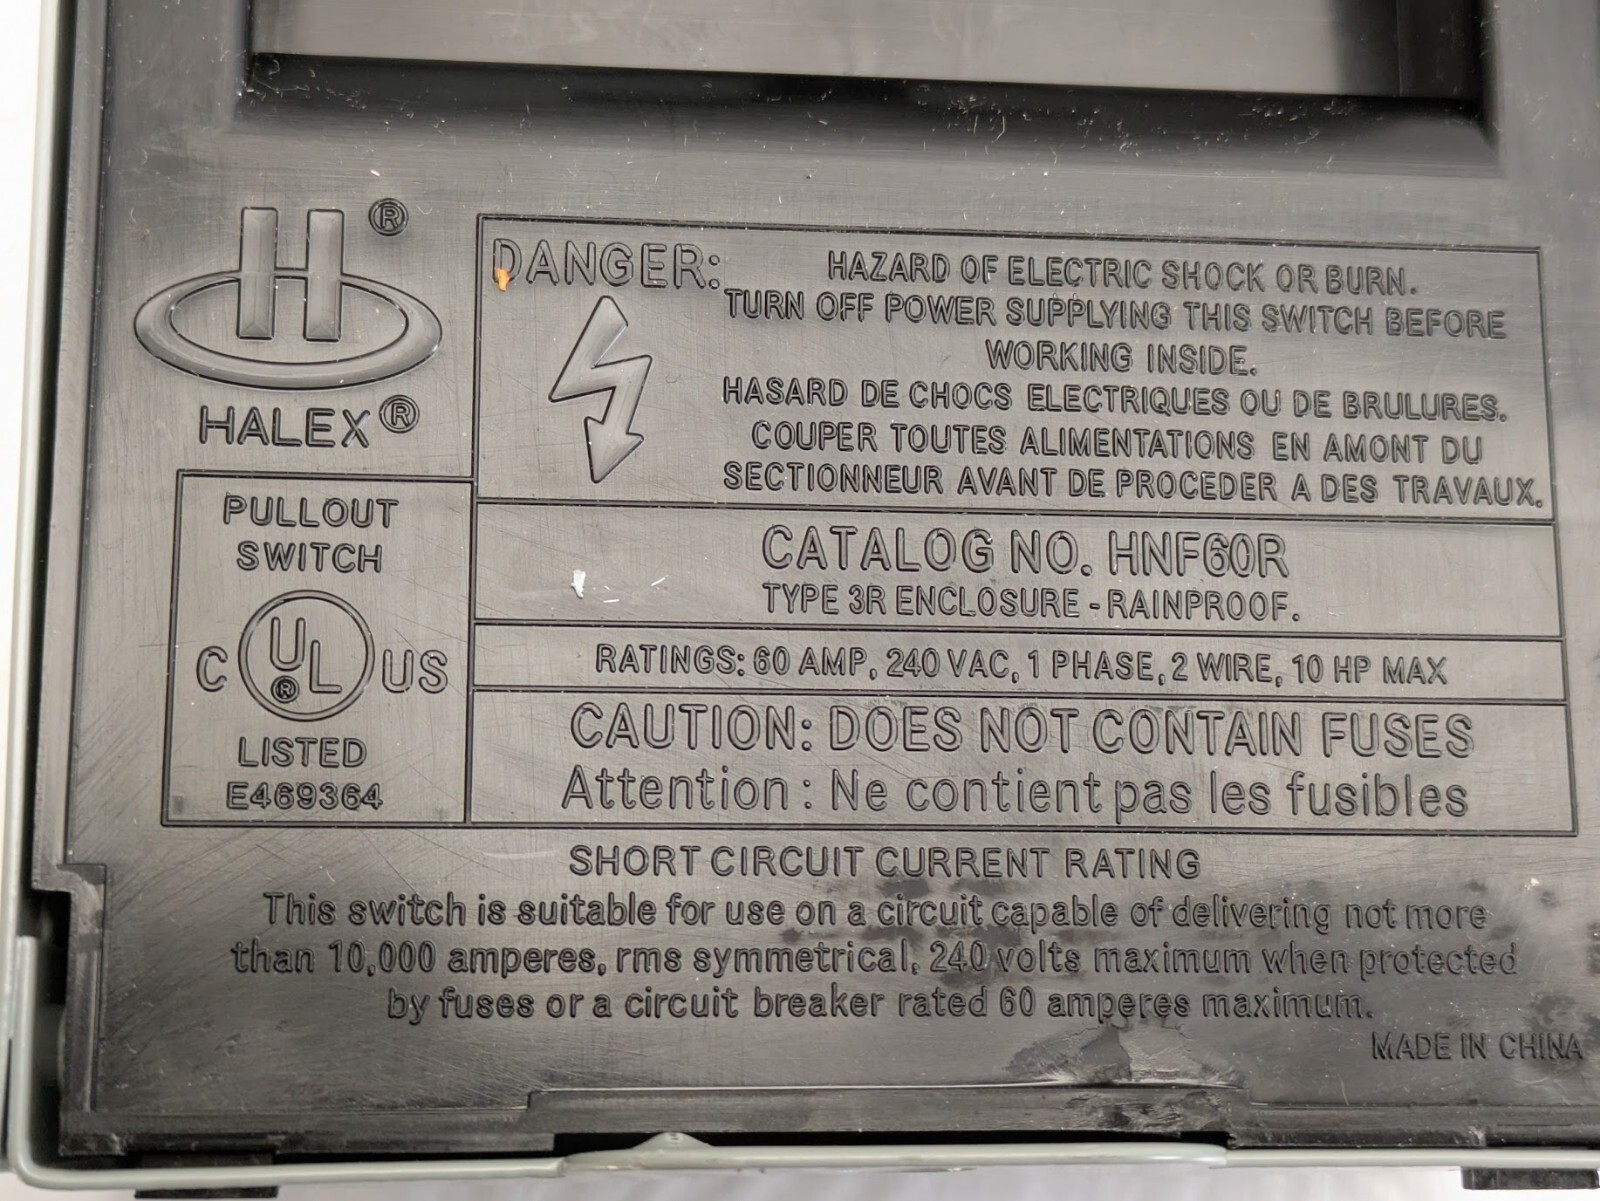 H®
HALEX®
DANGER:
HAZARD OF ELECTRIC SHOCK OR BURN.
TURN OFF POWER SUPPLYING THIS SWITCH BEFORE
WORKING INSIDE.
HASARD DE CHOCS ELECTRIQUES OU DE BRULURES.
COUPER TOUTES ALIMENTATIONS EN AMONT DU
SECTIONNEUR AVANT DE PROCEDER A DES TRAVAUX.
PULLOUT
SWITCH
C UL® US
LISTED
E469364
CATALOG NO. HNF60R
TYPE 3R ENCLOSURE - RAINPROOF.
RATINGS: 60 AMP, 240 VAC, 1 PHASE, 2 WIRE, 10 HP MAX
CAUTION: DOES NOT CONTAIN FUSES
Attention : Ne contient pas les fusibles
SHORT CIRCUIT CURRENT RATING
This switch is suitable for use on a circuit capable of delivering not more
than 10,000 amperes, rms symmetrical, 240 volts maximum when protected
by fuses or a circuit breaker rated 60 amperes maximum.
MADE IN CHINA